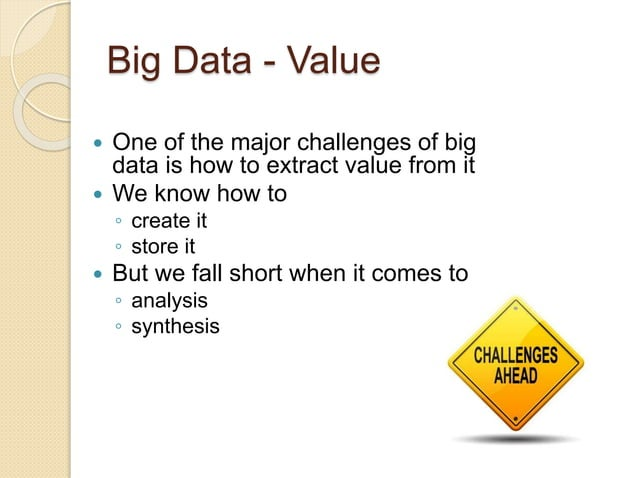 Big Data - Value
• One of the major challenges of big
data is how to extract value from it
• We know how to
◦ create it
◦ store it
• But we fall short when it comes to
◦ analysis
◦ synthesis
CHALLENGES
AHEAD